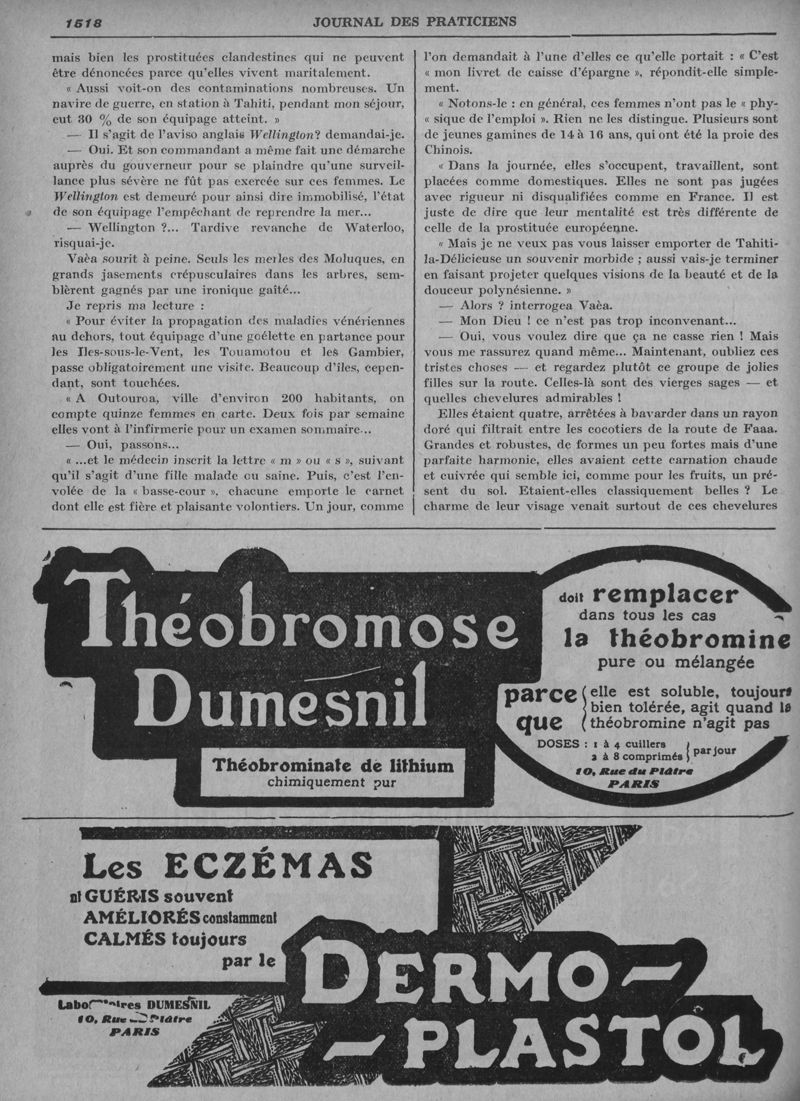 1518
JOURNAL DES PRATICIENS
mais bien les prostituées clandestines qui ne peuvent
être dénoncées parce qu'elles vivent maritalement.
« Aussi voit-on des contaminations nombreuses. Un
navire de guerre, en station à Tahiti, pendant mon séjour,
eut 30 % de son équipage atteint. »
— Il s'agit de l'aviso anglais Wellington? demandai-je.
— Oui. Et son commandant a même fait une démarche
auprès du gouverneur pour se plaindre qu'une surveil-
lance plus sévère ne fût pas exercée sur ces femmes. Le
Wellington est demeuré pour ainsi dire immobilisé, l'état
de son équipage l'empêchant de reprendre la mer...
— Wellington ?... Tardive revanche de Waterloo,
risquai-je.
Vaèa sourit à peine. Seuls les merles des Moluques, en
grands jasements crépusculaires dans les arbres, sem-
blèrent gagnés par une ironique gaîté...
Je repris ma lecture :
« Pour éviter la propagation des maladies vénériennes
au dehors, tout équipage d'une goélette en partance pour
les Iles-sous-le-Vent, les Touamotou et les Gambier,
passe obligatoirement une visite. Beaucoup d'îles, cepen-
dant, sont touchées.
« A Outouroa, ville d'environ 200 habitants, on
compte quinze femmes en carte. Deux fois par semaine
elles vont à l'infirmerie pour un examen sommaire...
— Oui, passons...
« ...et le médecin inscrit la lettre « m » ou « s », suivant
qu'il s'agit d'une fille malade ou saine. Puis, c'est l'en-
volée de la « basse-cour », chacune emporte le carnet
dont elle est fière et plaisante volontiers. Un jour, comme
l'on demandait à l'une d'elles ce qu'elle portait : « C'est
« mon livret de caisse d'épargne », répondit-elle simple-
ment.
« Notons-le : en général, ces femmes n'ont pas le « phy-
« sique de l'emploi ». Rien ne les distingue. Plusieurs sont
de jeunes gamines de 14 à 16 ans, qui ont été la proie des
Chinois.
« Dans la journée, elles s'occupent, travaillent, sont
placées comme domestiques. Elles ne sont pas jugées
avec rigueur ni disqualifiées comme en France. Il est
juste de dire que leur mentalité est très différente de
celle de la prostituée européenne.
« Mais je ne veux pas vous laisser emporter de Tahiti-
la-Délicieuse un souvenir morbide ; aussi vais-je terminer
en faisant projeter quelques visions de la beauté et de la
douceur polynésienne. »
— Alors ? interrogea Vaèa.
— Mon Dieu ! ce n'est pas trop inconvenant...
— Oui, vous voulez dire que ça ne casse rien ! Mais
vous me rassurez quand même... Maintenant, oubliez ces
tristes choses — et regardez plutôt ce groupe de jolies
filles sur la route. Celles-là sont des vierges sages — et
quelles chevelures admirables !
Elles étaient quatre, arrêtées à bavarder dans un rayon
doré qui filtrait entre les cocotiers de la route de Faaa.
Grandes et robustes, de formes un peu fortes mais d'une
parfaite harmonie, elles avaient cette carnation chaude
et cuivrée qui semble ici, comme pour les fruits, un pré-
sent du sol. Etaient-elles classiquement belles ? Le
charme de leur visage venait surtout de ces chevelures
Théobromose
Dumesnil
Théobrominate de lithium
chimiquement pur
doit remplacer
dans tous les cas
la théobromine
pure ou mélangée
parce que
elle est soluble, toujours
bien tolérée, agit quand la
théobromine n'agit pas
DOSES : 1 à 4 cuillers
2 à 8 comprimés
par jour
10, Rue du Plâtre
PARIS
Les ECZÉMAS
nt GUÉRIS souvent
AMÉLIORÉS constamment
CALMÉS toujours
par le
DERMO-
-PLASTOL
DUMESNIL
10, Rue Plâtre
PARIS